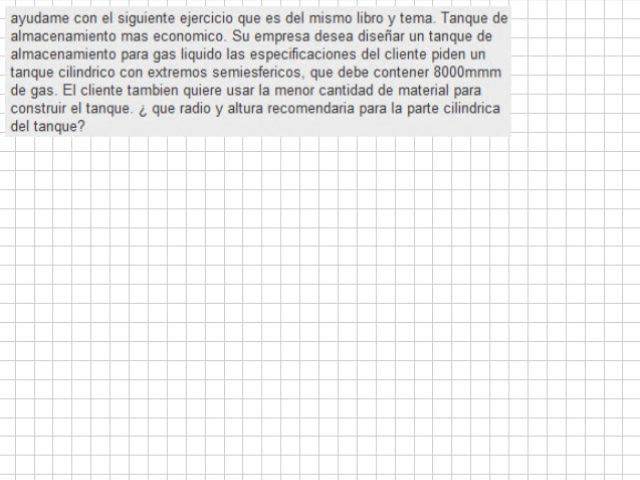 ayudame con el siguiente ejercicio que es del mismo libro y tema. Tanque de
almacenamiento mas economico. Su empresa desea diseñar un tanque de
almacenamiento para gas liquido las especificaciones del cliente piden un
tanque cilindrico con extremos semiesfericos, que debe contener 8000mmm
de gas. El cliente tambien quiere usar la menor cantidad de material para
construir el tanque. ¿ que radio y altura recomendaria para la parte cilindrica
del tanque?